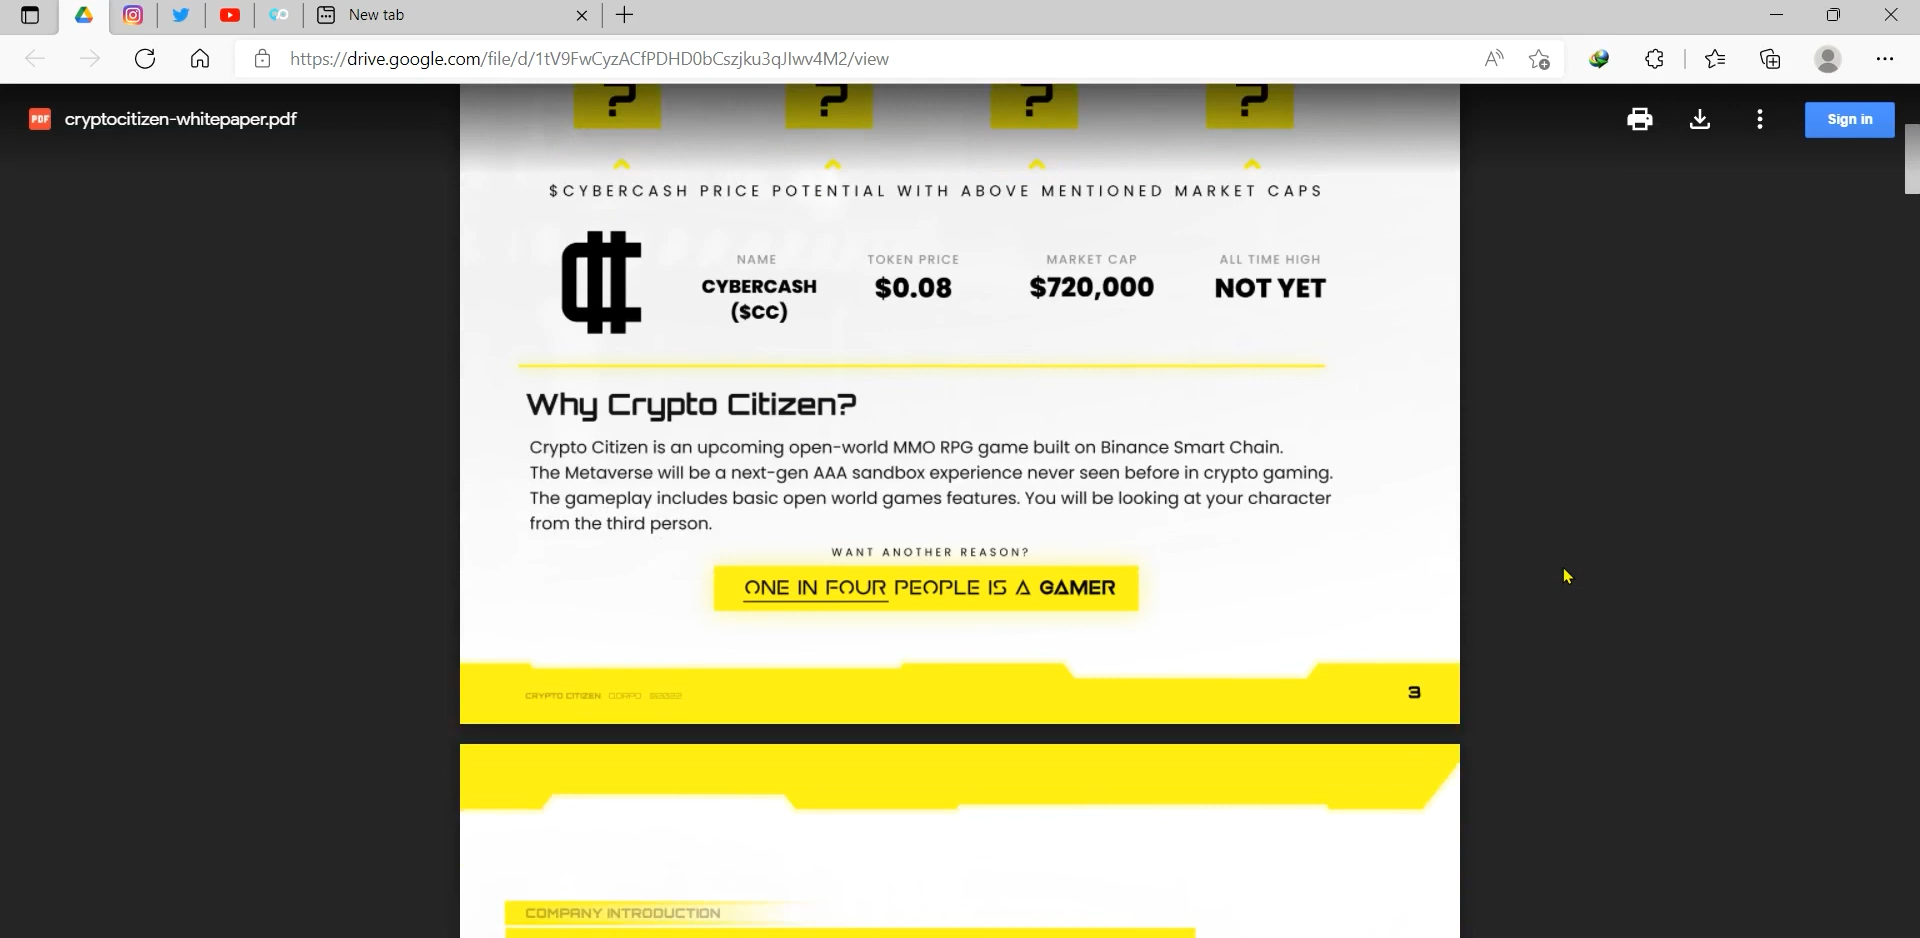 New tab
https://drive.google.com/file/d/1tV9FwCyzACfPDHD0bCszjku3qJIwv4M2/view
PDF cryptocitizen-whitepaper.pdf
Sign in
? ? ? ?
$CYBERCASH PRICE POTENTIAL WITH ABOVE MENTIONED MARKET CAPS
NAME TOKEN PRICE MARKET CAP ALL TIME HIGH
CYBERCASH $0.08 $720,000 NOT YET
($CC)
Why Crypto Citizen?
Crypto Citizen is an upcoming open-world MMO RPG game built on Binance Smart Chain.
The Metaverse will be a next-gen AAA sandbox experience never seen before in crypto gaming.
The gameplay includes basic open world games features. You will be looking at your character
from the third person.
WANT ANOTHER REASON?
ONE IN FOUR PEOPLE IS A GAMER
CRYPTO CITIZEN QORPO ©2022 3
COMPANY INTRODUCTION